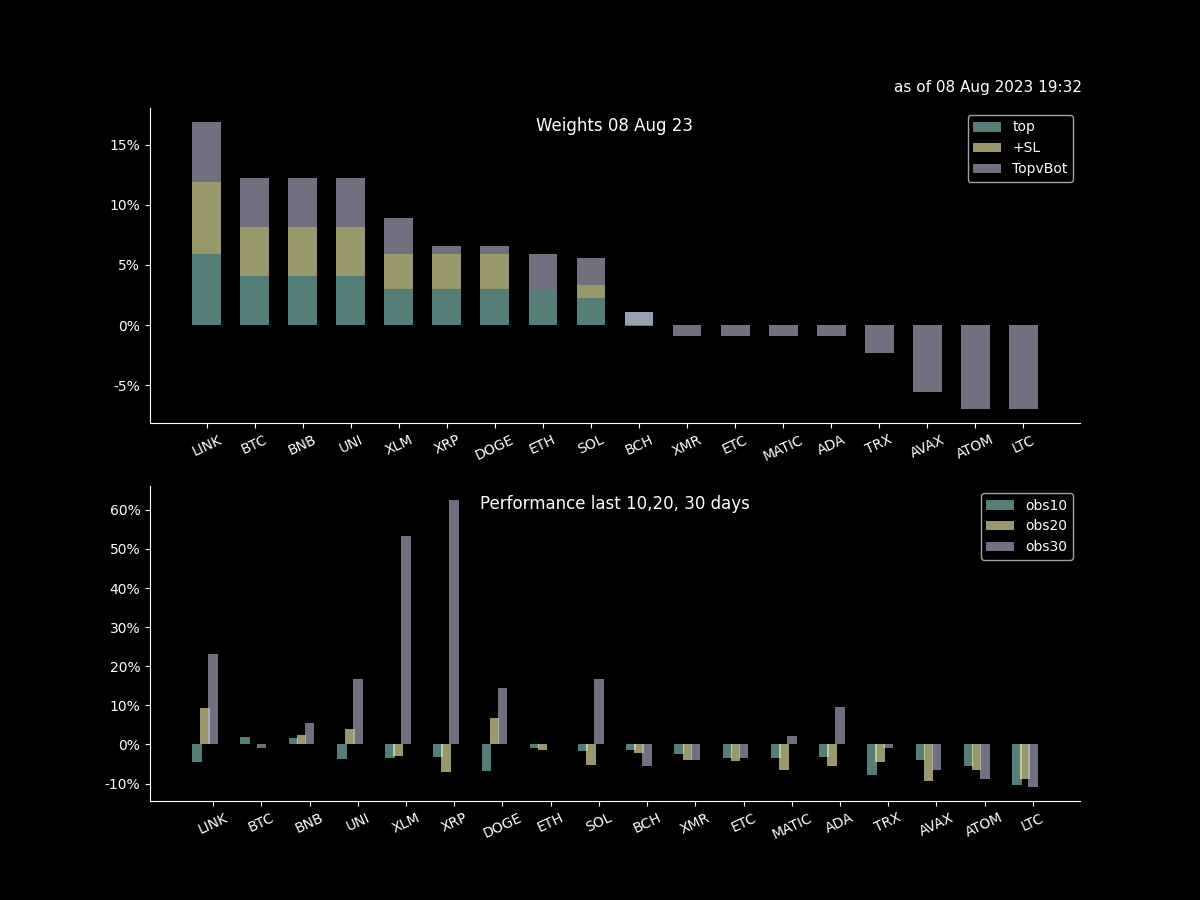 as of 08 Aug 2023 19:32
Weights 08 Aug 23
top
+SL
TopvBot
15%
10%
5%
0%
-5%
LINK BTC BNB UNI XLM XRP DOGE ETH SOL BCH XMR ETC MATIC ADA TRX AVAX ATOM LTC
Performance last 10,20, 30 days
obs10
obs20
obs30
60%
50%
40%
30%
20%
10%
0%
-10%
LINK BTC BNB UNI XLM XRP DOGE ETH SOL BCH XMR ETC MATIC ADA TRX AVAX ATOM LTC